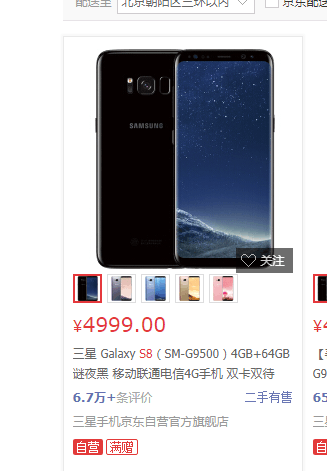 配送至 北京朝阳区三环以内 京东配送
SAMSUNG
关注
¥4999.00
¥4
三星 Galaxy S8（SM-G9500）4GB+64GB
谜夜黑 移动联通电信4G手机 双卡双待
6.7万+条评价 二手有售
65
三星手机京东自营官方旗舰店
三星
自营 满赠